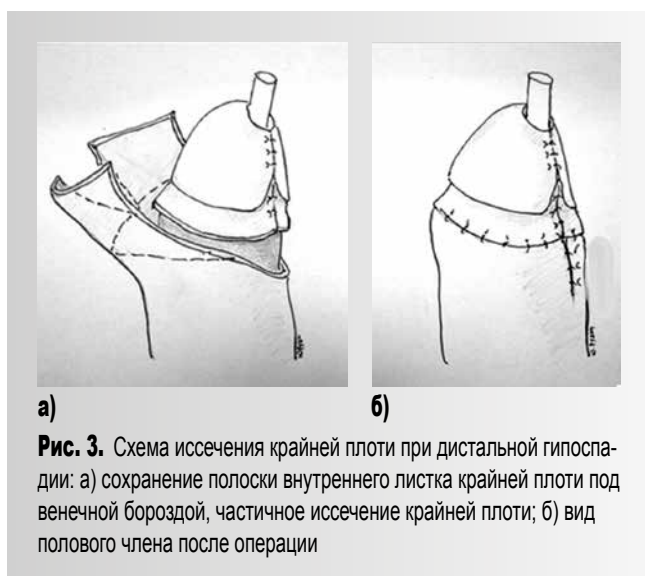 а)
б)
Рис. 3. Схема иссечения крайней плоти при дистальной гипоспа-
дии: а) сохранение полоски внутреннего листка крайней плоти под
венечной бороздой, частичное иссечение крайней плоти; б) вид
полового члена после операции